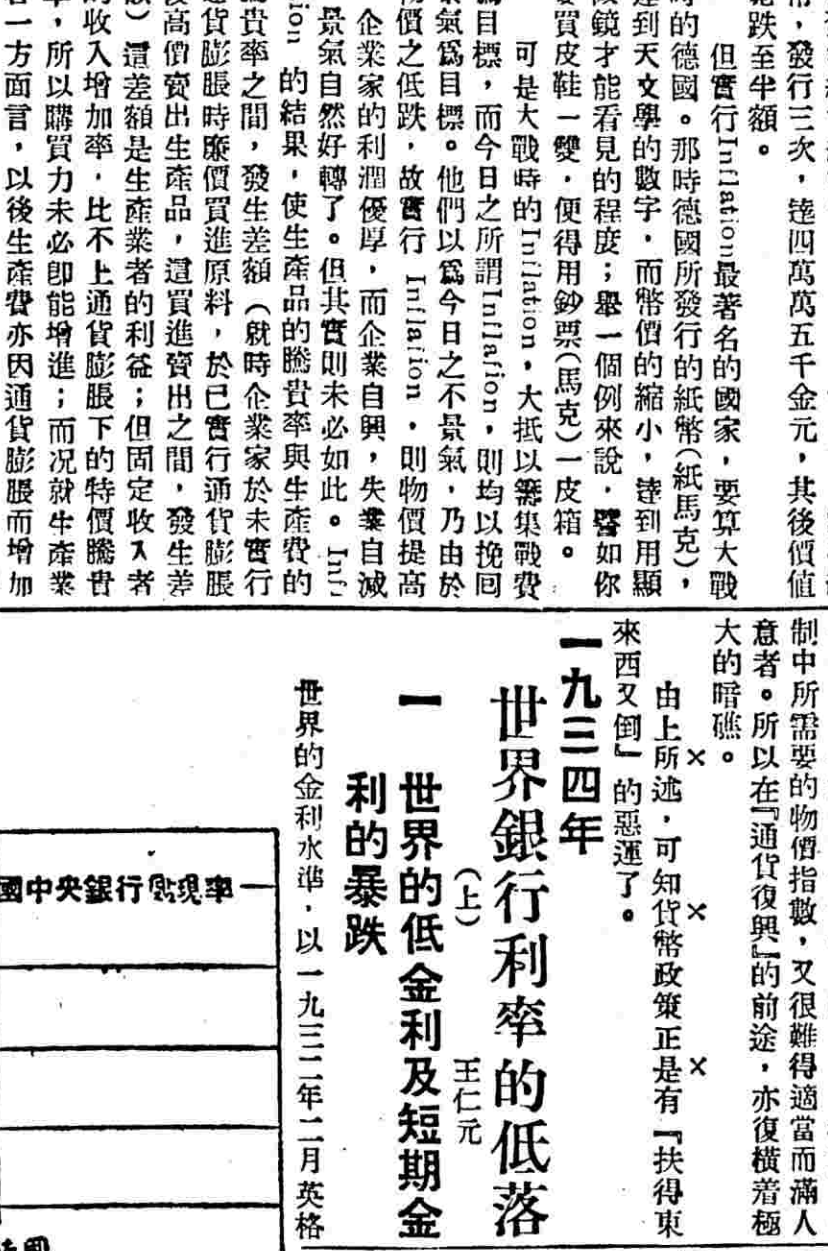 常，發行三次，達四萬萬五千金元，其後價值
跌至半額。
但實行Inflation最著名的國家，要算大戰
時的德國。那時德國所發行的紙幣(紙馬克)，
達到天文學的數字，而幣價的縮小，達到用顯
微鏡才能看見的程度；舉一個例來說，譬如你
要買皮鞋一雙，便得用鈔票(馬克)一皮箱。
可是大戰時的Inflation，大抵以籌集戰費
爲目標，而今日之所謂Inflation，則均以挽囘
景氣爲目標。他們以爲今日之不景氣，乃由於
物價之低跌，故實行 Inflation，則物價提高
企業家的利潤優厚，而企業自興，失業自減
景氣自然好轉了。但其實則未必如此。Infl
ion 的結果，使生產品的騰貴率與生產費的
騰貴率之間，發生差額（就時企業家於未實行
通貨膨脹時廉價買進原料，於已實行通貨膨脹
後高價賣出生產品，這買進賣出之間，發生差
額）這差額是生產業者的利益；但固定收入者
的收入增加率，比不上通貨膨脹下的特價騰貴
率，所以購買力未必卽能增進；而況就生產業
者一方面言，以後生產費亦因通貨膨脹而增加
制中所需要的物價指數，又很難得適當而滿人
意者。所以在『通貨復興』的前途，亦復橫着極
大的暗礁。
× × ×
由上所述，可知貨幣政策正是有『扶得東
來西又倒』的惡運了。
一九三四年
世界銀行利率的低落
（上）　王仁元
一　世界的低金利及短期金
利的暴跌
世界的金利水準，以一九三二年二月英格
國中央銀行貼現率一